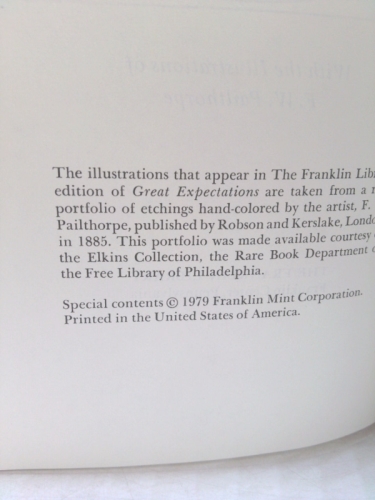 The illustrations that appear in The Franklin Libr
edition of Great Expectations are taken from a r
portfolio of etchings hand-colored by the artist, F.
Pailthorpe, published by Robson and Kerslake, Londo
in 1885. This portfolio was made available courtesy
the Elkins Collection, the Rare Book Department o
the Free Library of Philadelphia.
Special contents © 1979 Franklin Mint Corporation.
Printed in the United States of America.